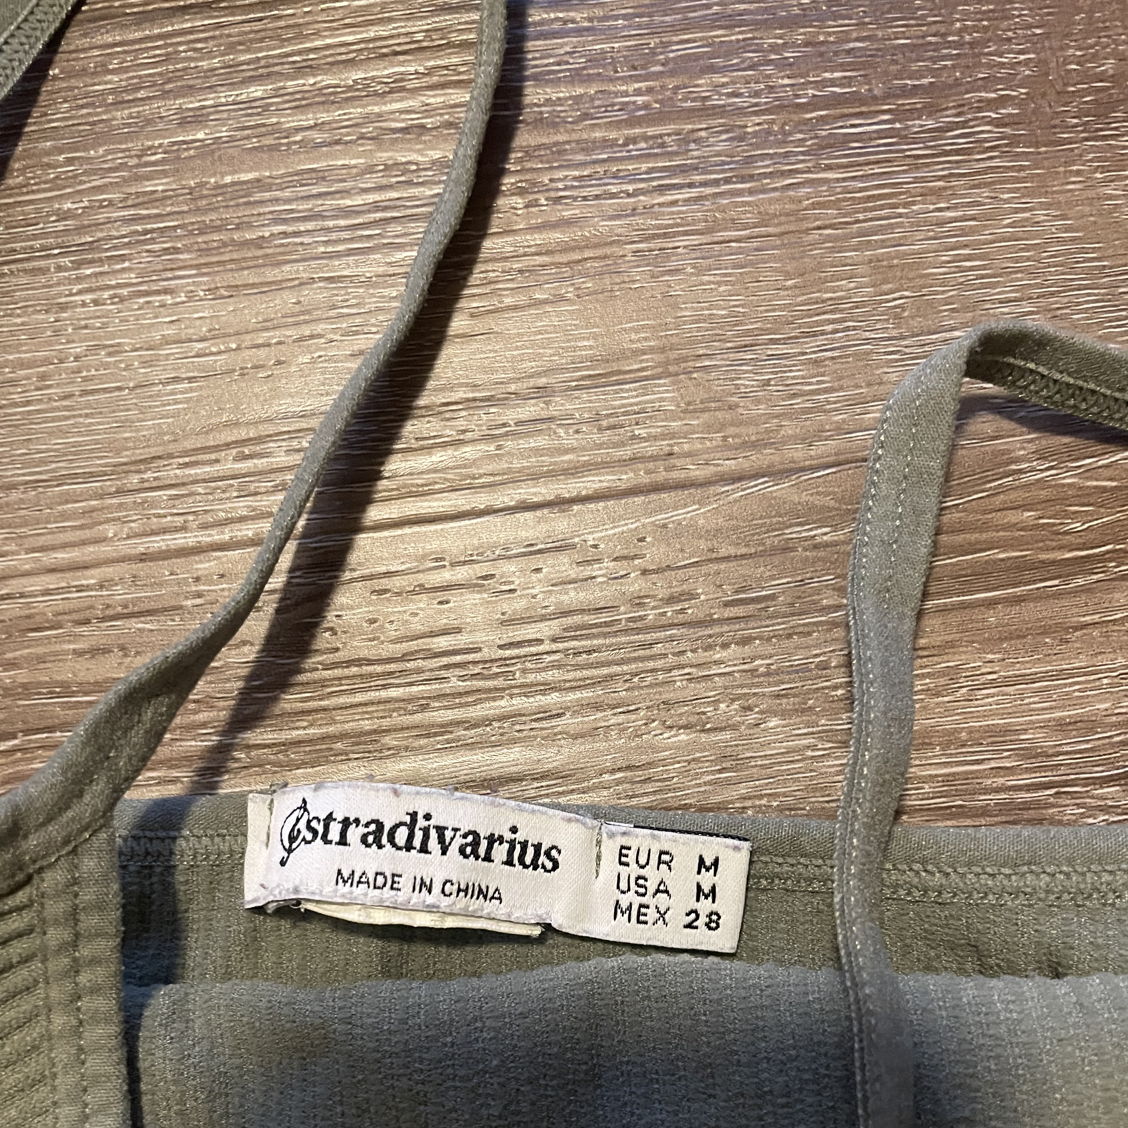 stradivarius
MADE IN CHINA
EUR M
USA M
MEX 28